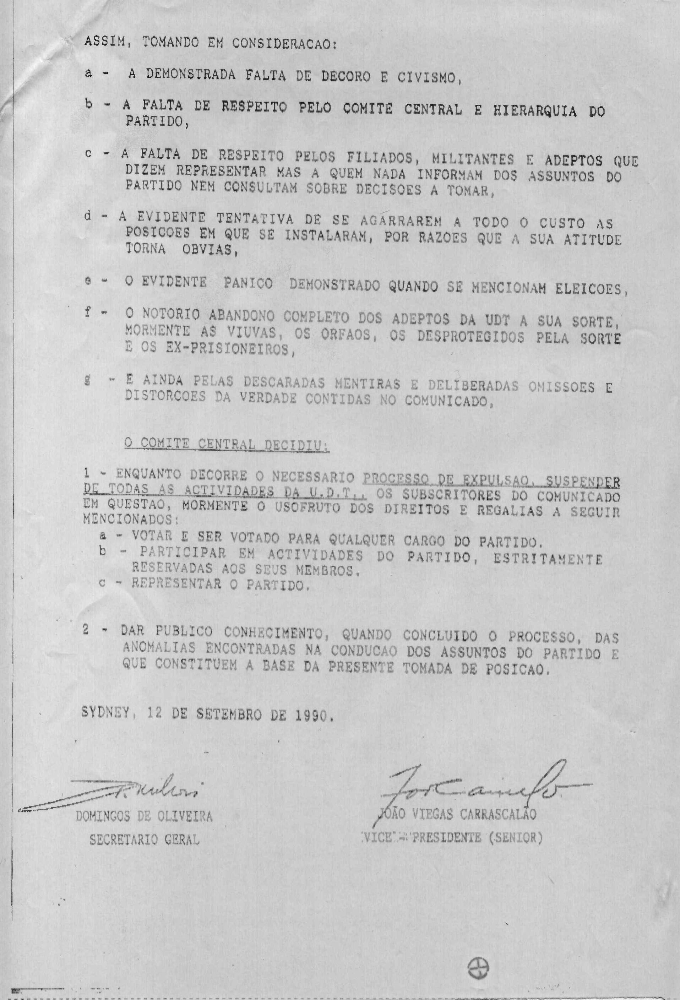 ASSIM, TOMANDO EM CONSIDERACAO:
a - A DEMONSTRADA FALTA DE DECORO E CIVISMO,
b - A FALTA DE RESPEITO PELO COMITE CENTRAL E HIERARQUIA DO
PARTIDO,
c - A FALTA DE RESPEITO PELOS FILIADOS, MILITANTES E ADEPTOS QUE
DIZEM REPRESENTAR MAS A QUEM NADA INFORMAM DOS ASSUNTOS DO
PARTIDO NEM CONSULTAM SOBRE DECISOES A TOMAR,
d - A EVIDENTE TENTATIVA DE SE AGARRAREM A TODO O CUSTO AS
POSICOES EM QUE SE INSTALARAM, POR RAZOES QUE A SUA ATITUDE
TORNA OBVIAS,
e - O EVIDENTE PANICO DEMONSTRADO QUANDO SE MENCIONAM ELEICOES,
f - O NOTORIO ABANDONO COMPLETO DOS ADEPTOS DA UDT A SUA SORTE,
MORMENTE AS VIUVAS, OS ORFAOS, OS DESPROTEGIDOS PELA SORTE
E OS EX-PRISIONEIROS,
g - E AINDA PELAS DESCARADAS MENTIRAS E DELIBERADAS OMISSOES E
DISTORCOES DA VERDADE CONTIDAS NO COMUNICADO,
O COMITE CENTRAL DECIDIU:
1 - ENQUANTO DECORRE O NECESSARIO PROCESSO DE EXPULSAO, SUSPENDER
DE TODAS AS ACTIVIDADES DA U.D.T., OS SUBSCRITORES DO COMUNICADO
EM QUESTAO, MORMENTE O USOFRUTO DOS DIREITOS E REGALIAS A SEGUIR
MENCIONADOS:
a - VOTAR E SER VOTADO PARA QUALQUER CARGO DO PARTIDO.
b - PARTICIPAR EM ACTIVIDADES DO PARTIDO, ESTRITAMENTE
RESERVADAS AOS SEUS MEMBROS.
c - REPRESENTAR O PARTIDO.
2 - DAR PUBLICO CONHECIMENTO, QUANDO CONCLUIDO O PROCESSO, DAS
ANOMALIAS ENCONTRADAS NA CONDUCAO DOS ASSUNTOS DO PARTIDO E
QUE CONSTITUEM A BASE DA PRESENTE TOMADA DE POSICAO.
SYDNEY, 12 DE SETEMBRO DE 1990.
DOMINGOS DE OLIVEIRA
SECRETARIO GERAL
JOÃO VIEGAS CARRASCALÃO
VICE - PRESIDENTE (SENIOR)